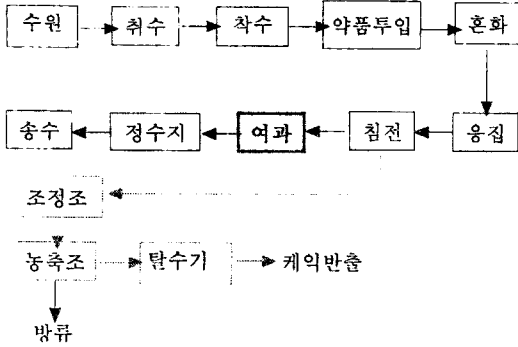 수원 취수 착수 약품투입 혼화
송수 정수지 여과 침전 응집
조정조
농축조 탈수기 케익반출
방류